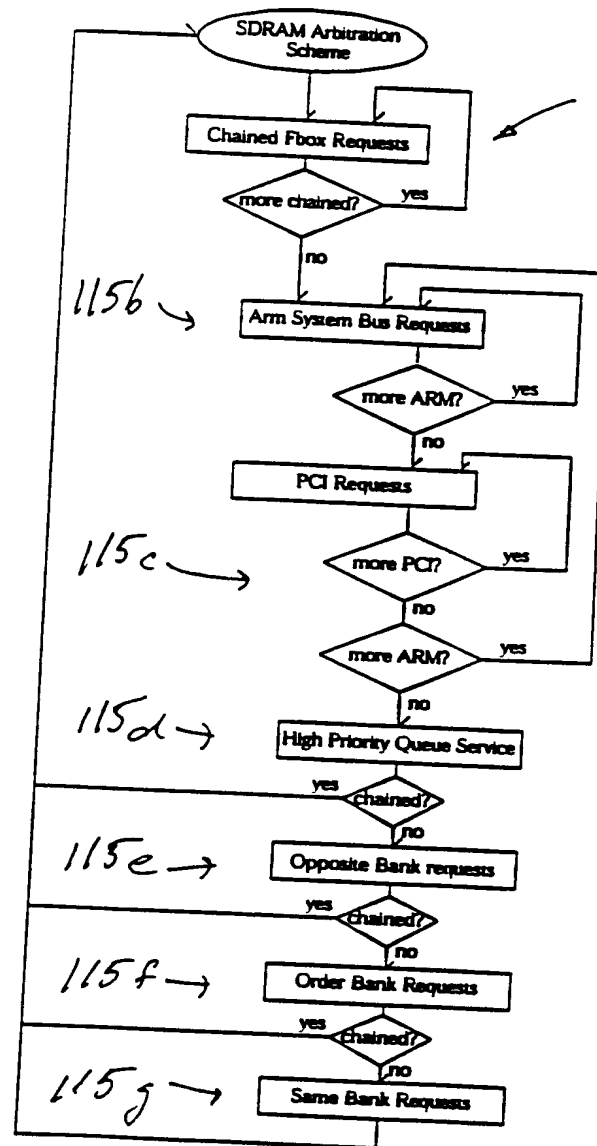 SDRAM Arbitration
Scheme
Chained Fbox Requests
more chained?
yes
no
115b
Arm System Bus Requests
more ARM?
yes
no
PCI Requests
115c
more PCI?
yes
no
more ARM?
yes
no
115d
High Priority Queue Service
yes
chained?
no
115e
Opposite Bank requests
yes
chained?
no
115f
Order Bank Requests
yes
chained?
no
115g
Same Bank Requests